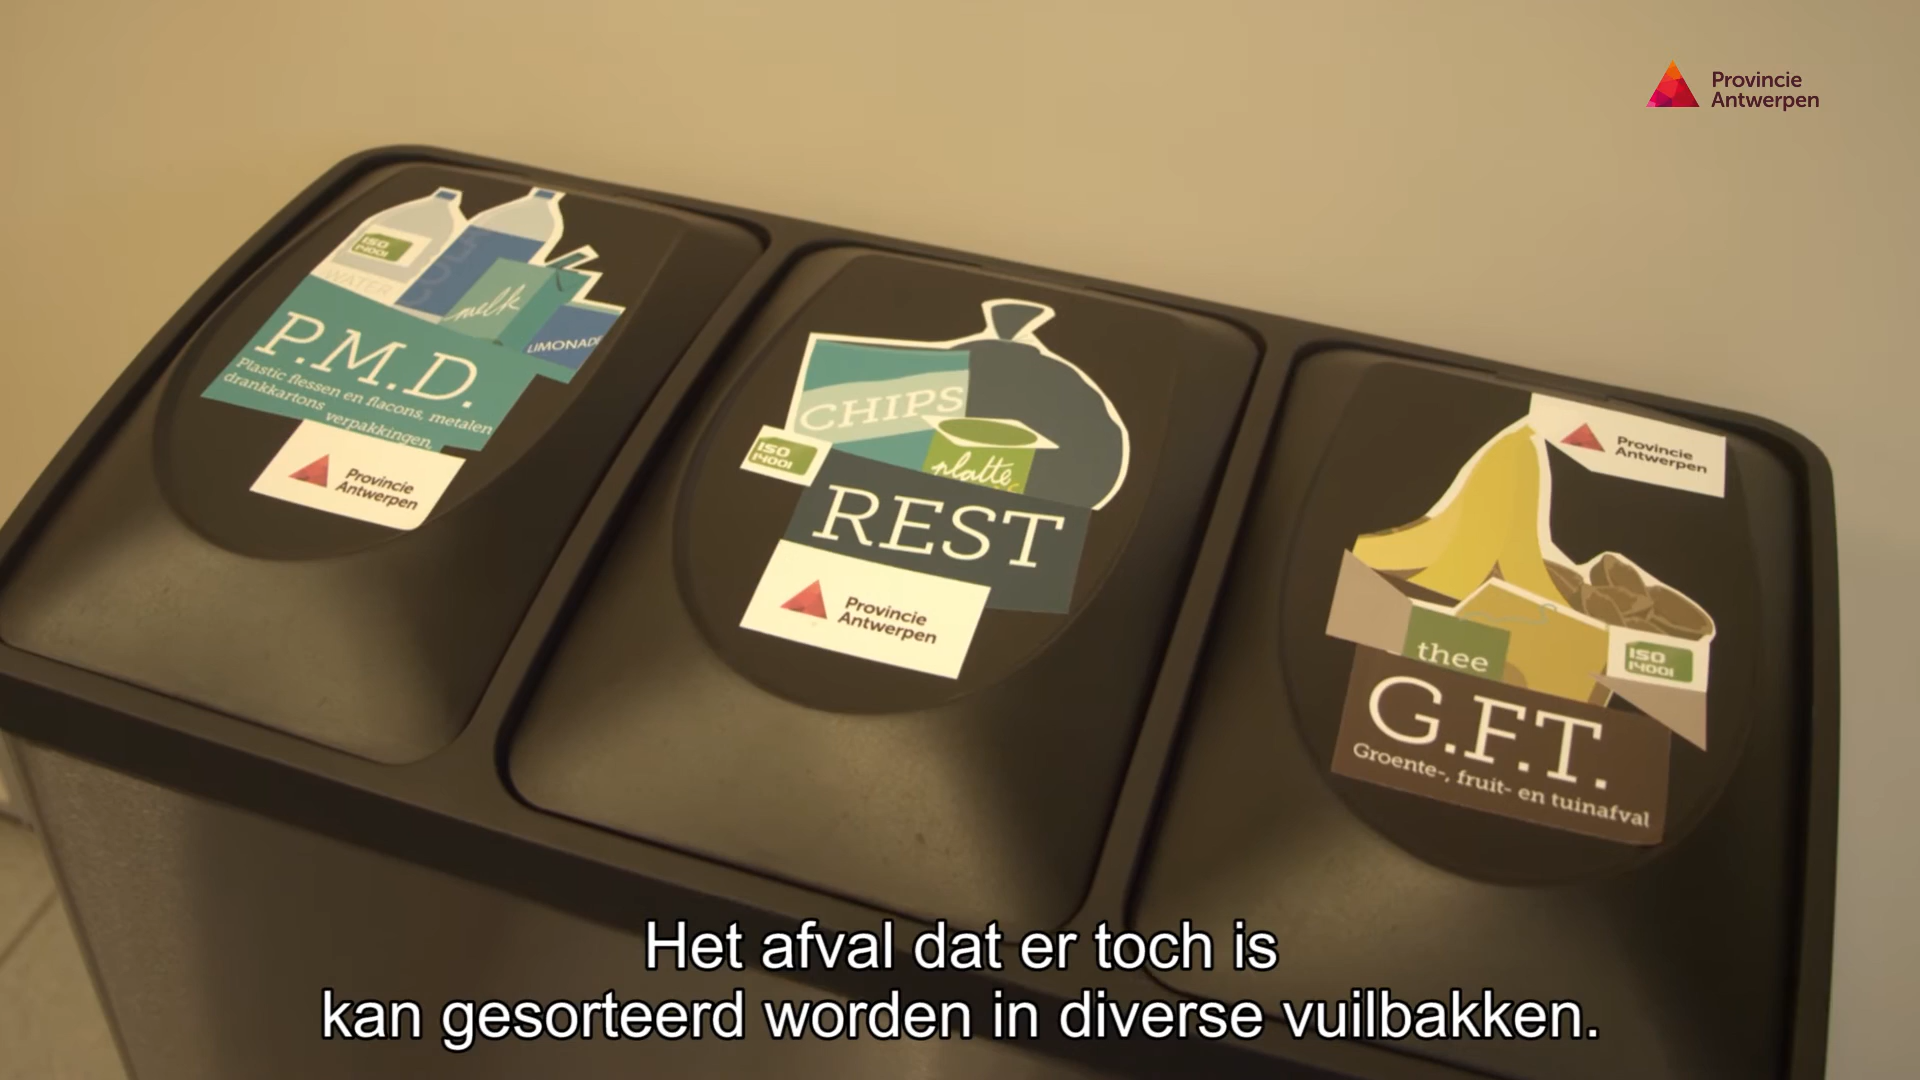 Provincie
Antwerpen
ISO
14001
WATER
COLA
melk
LIMONADE
P.M.D.
Plastic flessen en flacons, metalen
drankkartons verpakkingen,
Provincie
Antwerpen
CHIPS
ISO
14001
platte
REST
Provincie
Antwerpen
Provincie
Antwerpen
thee
ISO
14001
G.F.T.
Groente-, fruit- en tuinafval
Het afval dat er toch is
kan gesorteerd worden in diverse vuilbakken.